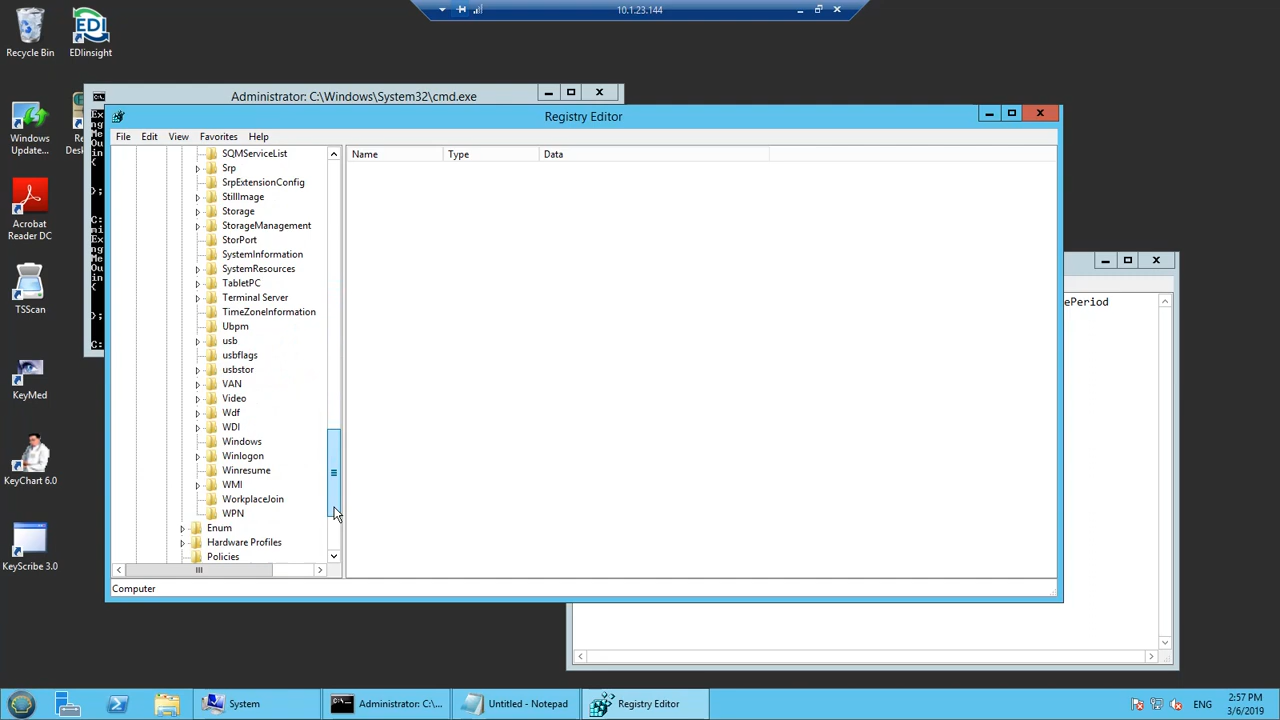 10.1.23.144
Recycle Bin
EDI
EDIinsight
Administrator: C:\Windows\System32\cmd.exe
Registry Editor
File Edit View Favorites Help
Windows
Update...
Acrobat
Reader DC
TSScan
KeyMed
KeyChart 6.0
KeyScribe 3.0
SQMServiceList
Srp
SrpExtensionConfig
StillImage
Storage
StorageManagement
StorPort
SystemInformation
SystemResources
TabletPC
Terminal Server
TimeZoneInformation
Ubpm
usb
usbflags
usbstor
VAN
Video
Wdf
WDI
Windows
Winlogon
Winresume
WMI
WorkplaceJoin
WPN
Enum
Hardware Profiles
Policies
Name Type Data
Computer
ePeriod
System
Administrator: C:\...
Untitled - Notepad
Registry Editor
ENG
2:57 PM
3/6/2019